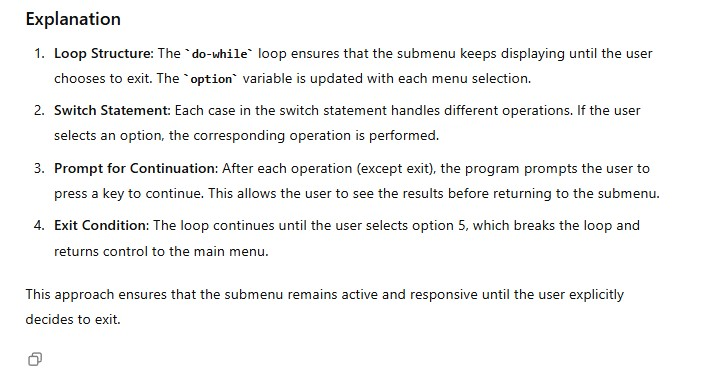 Explanation
1. Loop Structure: The `do-while` loop ensures that the submenu keeps displaying until the user
chooses to exit. The `option` variable is updated with each menu selection.
2. Switch Statement: Each case in the switch statement handles different operations. If the user
selects an option, the corresponding operation is performed.
3. Prompt for Continuation: After each operation (except exit), the program prompts the user to
press a key to continue. This allows the user to see the results before returning to the submenu.
4. Exit Condition: The loop continues until the user selects option 5, which breaks the loop and
returns control to the main menu.
This approach ensures that the submenu remains active and responsive until the user explicitly
decides to exit.